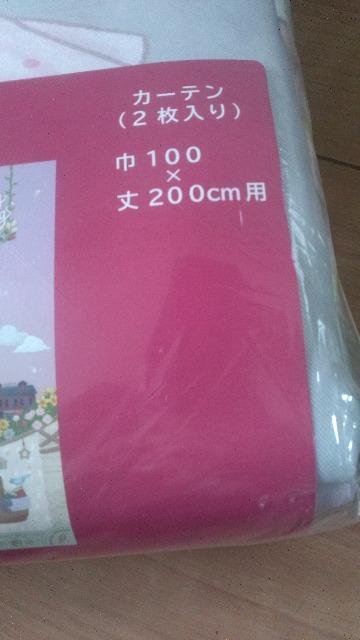 カーテン
(2枚入り)
巾100
×
丈200cm用